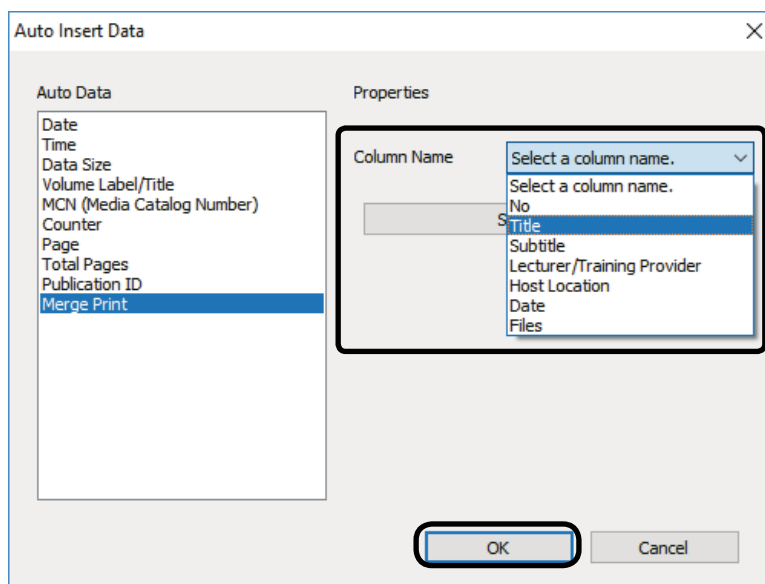 Auto Insert Data
Auto Data
Date
Time
Data Size
Volume Label/Title
MCN (Media Catalog Number)
Counter
Page
Total Pages
Publication ID
Merge Print
Properties
Column Name
Select a column name.
Select a column name.
No
Title
Subtitle
Lecturer/Training Provider
Host Location
Date
Files
OK
Cancel